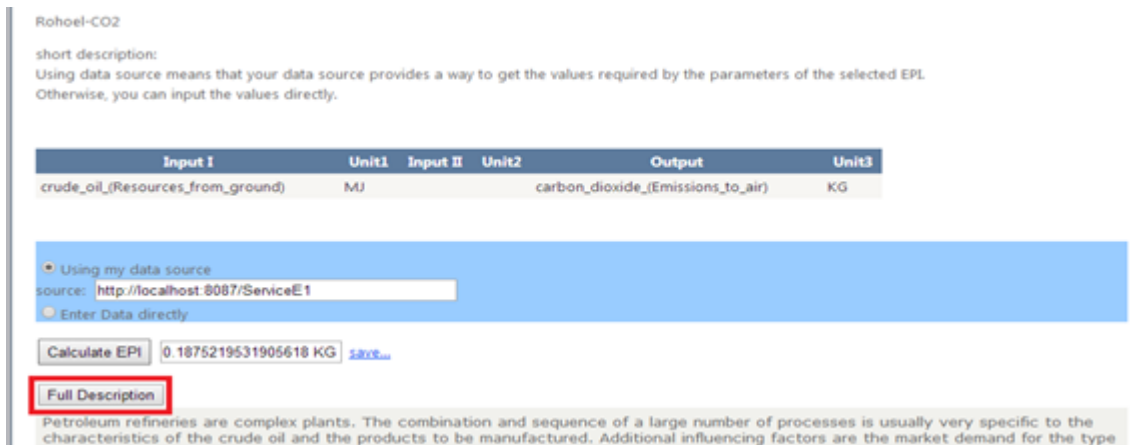 Rohoel-CO2
short description:
Using data source means that your data source provides a way to get the values required by the parameters of the selected EPI.
Otherwise, you can input the values directly.
Input I Unit1 Input II Unit2 Output Unit3
crude_oil_(Resources_from_ground) MJ carbon_dioxide_(Emissions_to_air) KG
Using my data source
source: http://localhost:8087/ServiceE1
Enter Data directly
Calculate EPI 0.1875219531905618 KG save...
Full Description
Petroleum refineries are complex plants. The combination and sequence of a large number of processes is usually very specific to the
characteristics of the crude oil and the products to be manufactured. Additional influencing factors are the market demand for the type